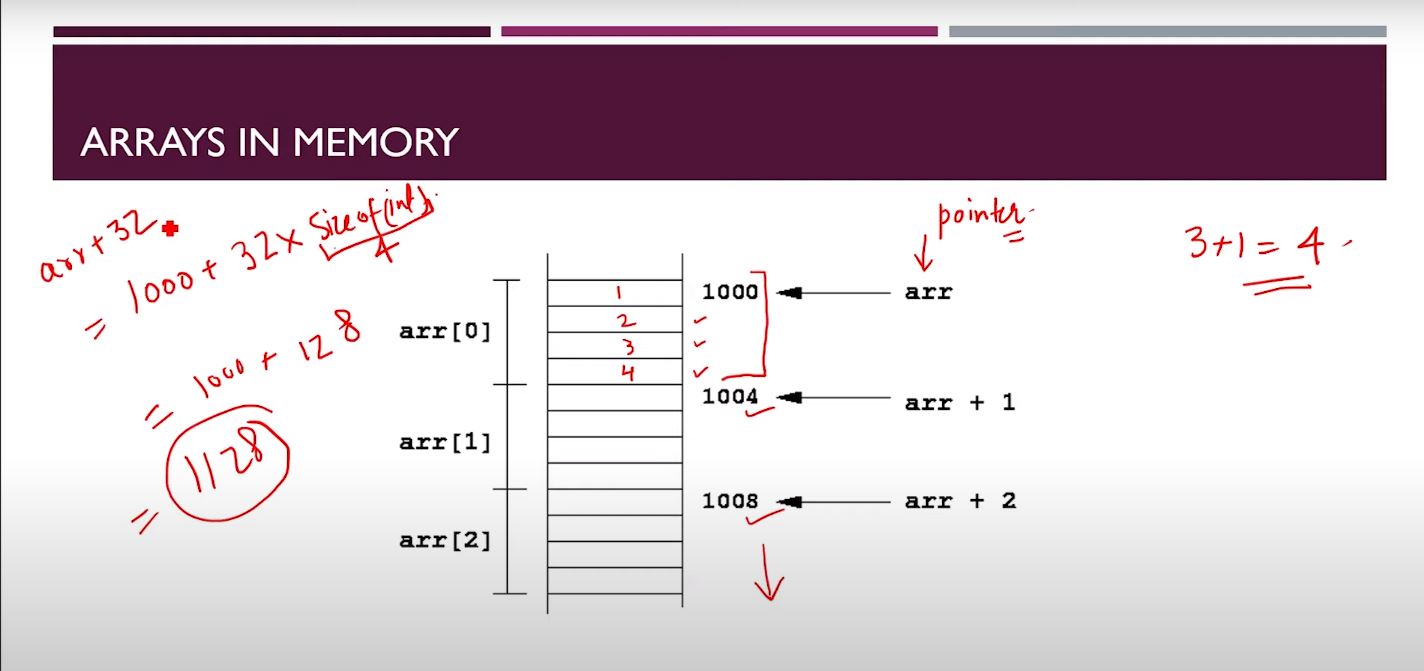 ARRAYS IN MEMORY
arr+32
= 1000 + 32 x Size of (int)
4
= 1000 + 128
= 1128
pointer
3+1 = 4
1000
arr
arr[0]
1
2
3
4
1004
arr + 1
arr[1]
1008
arr + 2
arr[2]